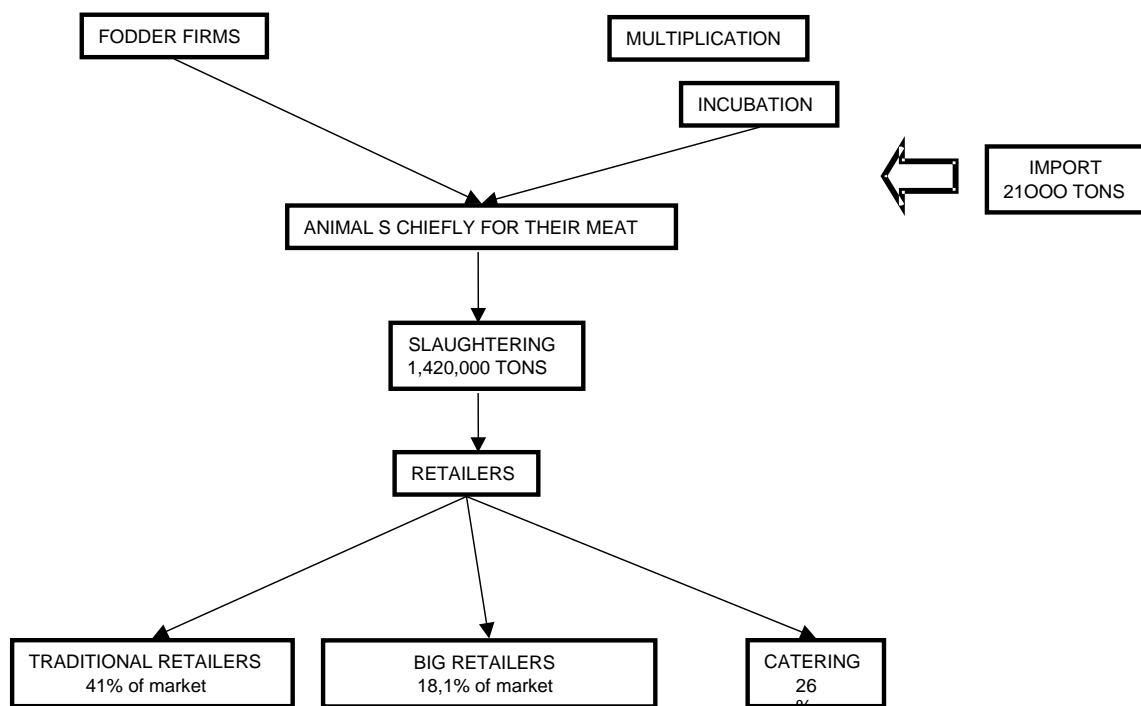 FODDER FIRMS
MULTIPLICATION
INCUBATION
IMPORT
21OOO TONS
ANIMAL S CHIEFLY FOR THEIR MEAT
SLAUGHTERING
1,420,000 TONS
RETAILERS
TRADITIONAL RETAILERS
41% of market
BIG RETAILERS
18,1% of market
CATERING
26
%